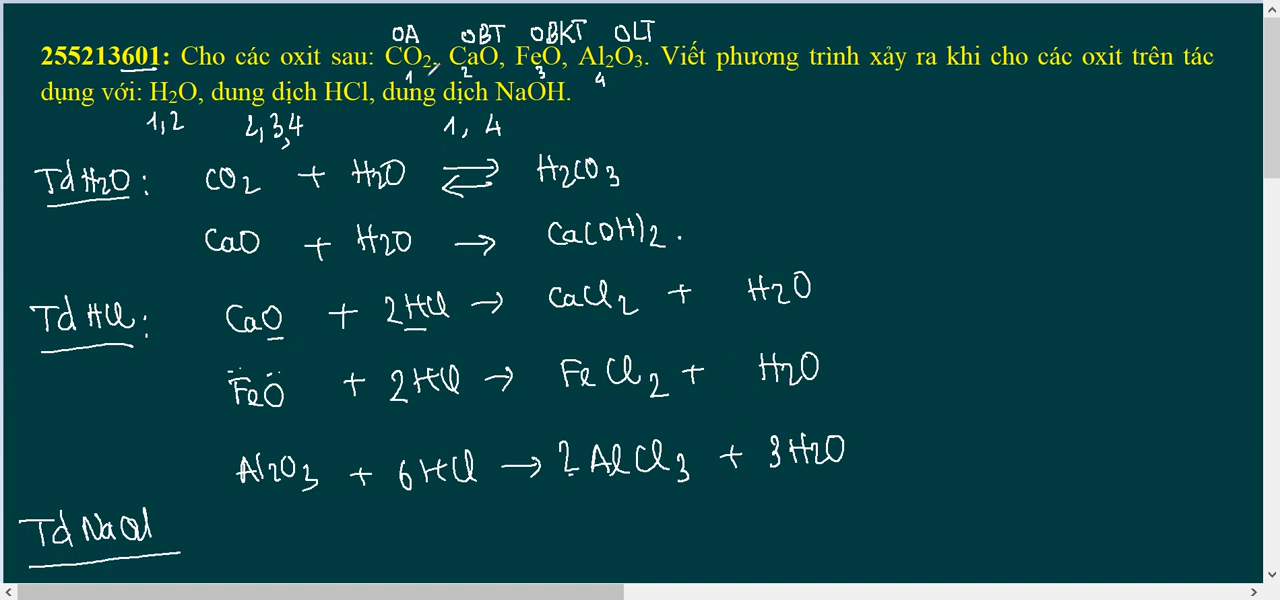 OA OBT OBKT OLT
255213601: Cho các oxit sau: CO2, CaO, FeO, Al2O3. Viết phương trình xảy ra khi cho các oxit trên tác
1 2 3 4
dụng với: H2O, dung dịch HCl, dung dịch NaOH.
1,2 2,3,4 1, 4
Td H2O: CO2 + H2O ⇌ H2CO3
CaO + H2O → Ca(OH)2.
Td HCl: CaO + 2HCl → CaCl2 + H2O
FeO + 2HCl → FeCl2 + H2O
Al2O3 + 6HCl → 2AlCl3 + 3H2O
Td NaOH